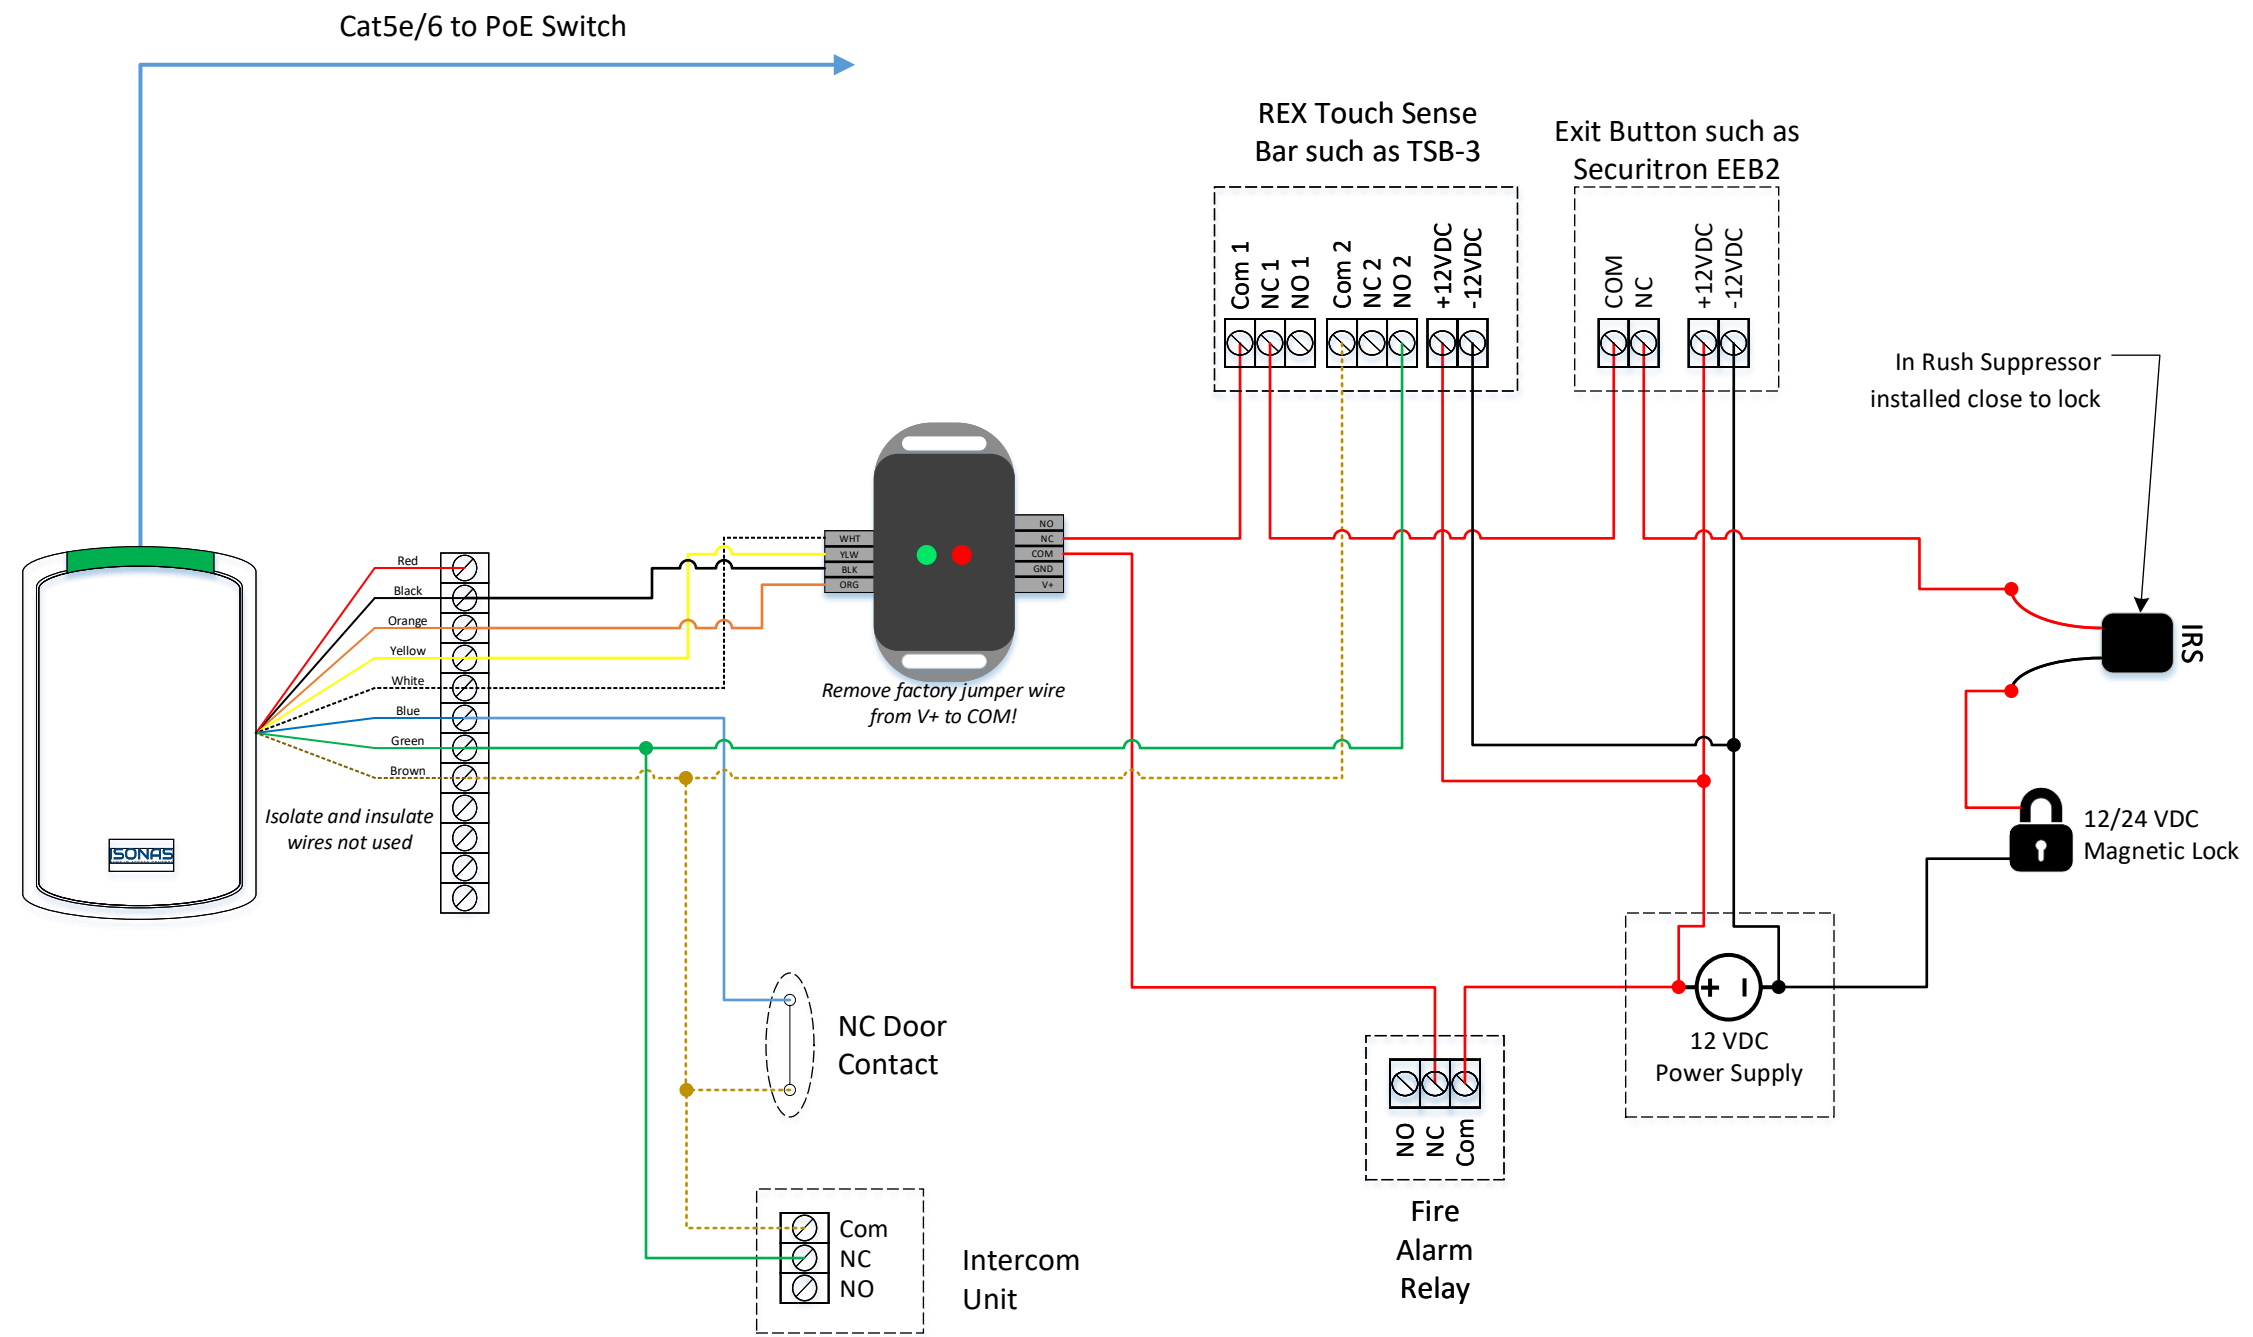 Cat5e/6 to PoE Switch
REX Touch Sense
Bar such as TSB-3
Exit Button such as
Securitron EEB2
Com 1
NC 1
NO 1
Com 2
NC 2
NO 2
+12VDC
-12VDC
COM
NC
+12VDC
-12VDC
In Rush Suppressor
installed close to lock
IRS
Red
Black
Orange
Yellow
White
Blue
Green
Brown
Isolate and insulate
wires not used
ISONAS
WHT
YLW
BLK
ORG
NO
NC
COM
GND
V+
Remove factory jumper wire
from V+ to COM!
12/24 VDC
Magnetic Lock
+
-
12 VDC
Power Supply
NC Door
Contact
NO
NC
Com
Fire
Alarm
Relay
Com
NC
NO
Intercom
Unit